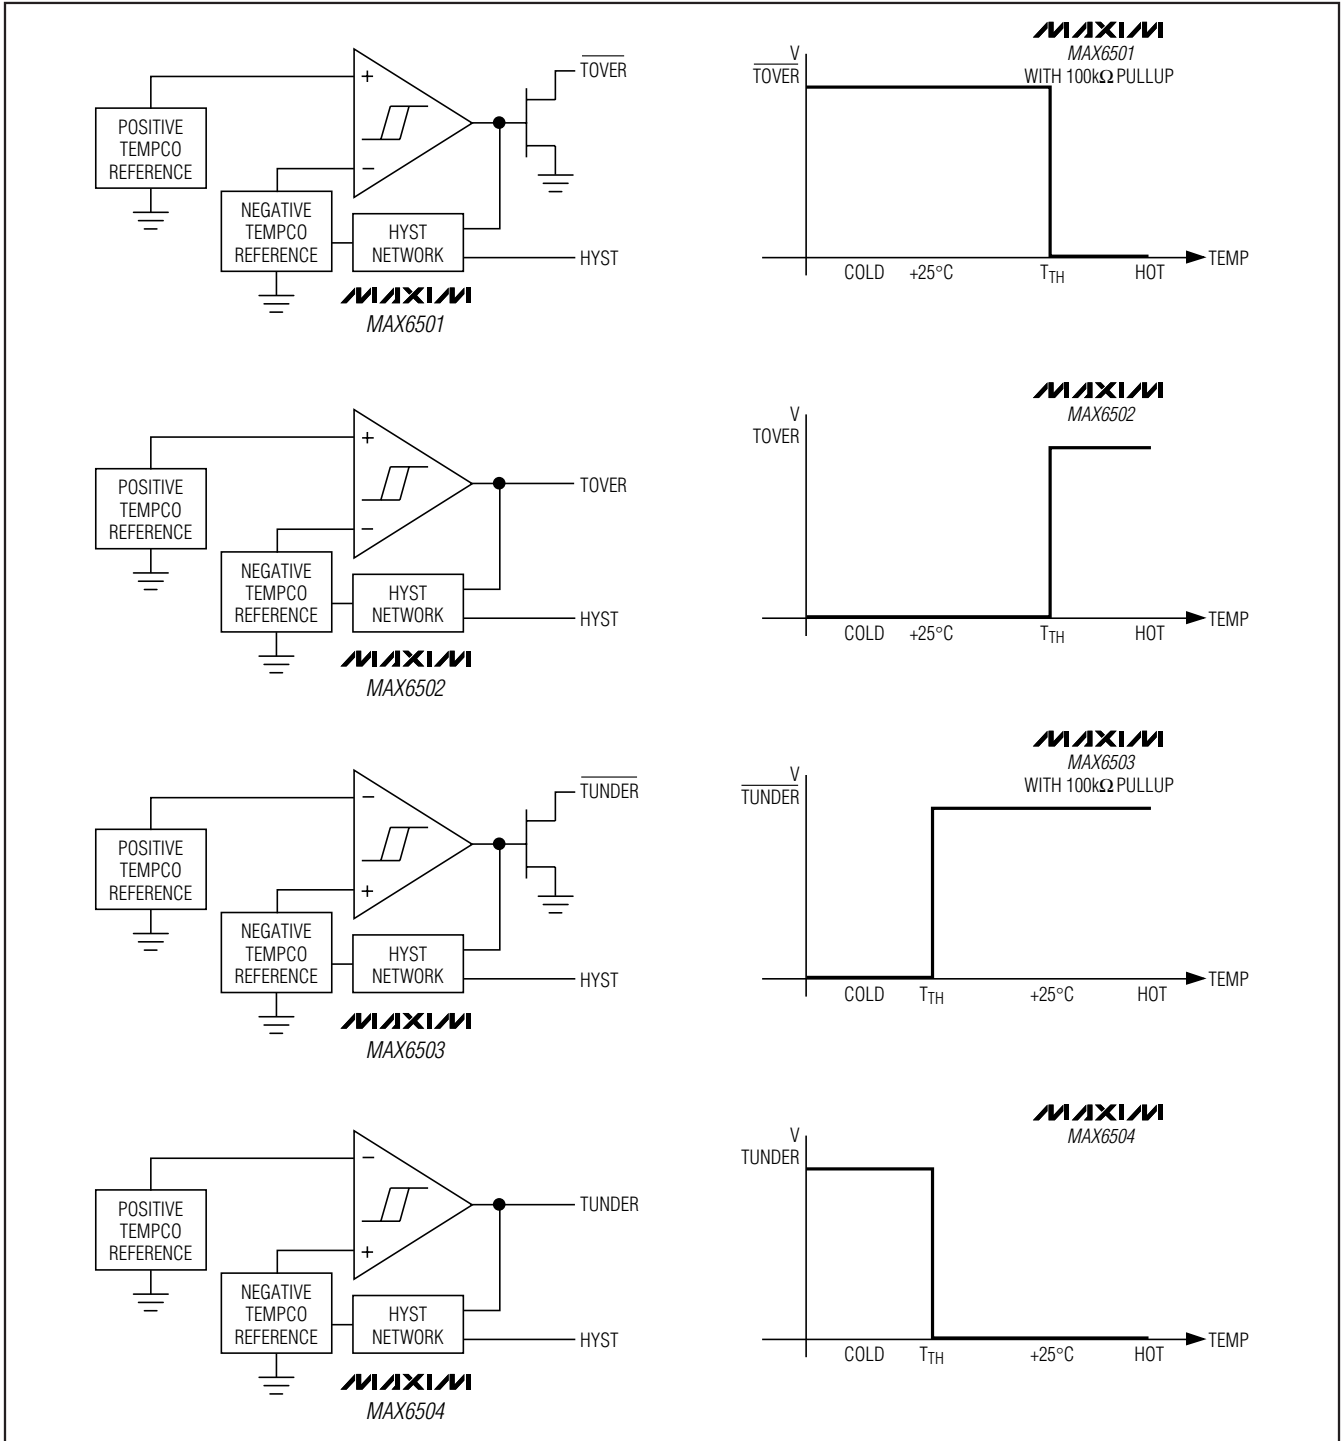 TOVER
+
POSITIVE
TEMPCO
REFERENCE
−
NEGATIVE
TEMPCO
REFERENCE
HYST
NETWORK
HYST
MAXIM
MAX6501
MAXIM
MAX6501
WITH 100kΩ PULLUP
V
TOVER
COLD
+25°C
TTH
HOT
TEMP
+
POSITIVE
TEMPCO
REFERENCE
TOVER
−
NEGATIVE
TEMPCO
REFERENCE
HYST
NETWORK
HYST
MAXIM
MAX6502
MAXIM
MAX6502
V
TOVER
COLD
+25°C
TTH
HOT
TEMP
TUNDER
−
POSITIVE
TEMPCO
REFERENCE
+
NEGATIVE
TEMPCO
REFERENCE
HYST
NETWORK
HYST
MAXIM
MAX6503
MAXIM
MAX6503
WITH 100kΩ PULLUP
V
TUNDER
COLD
TTH
+25°C
HOT
TEMP
−
POSITIVE
TEMPCO
REFERENCE
TUNDER
+
NEGATIVE
TEMPCO
REFERENCE
HYST
NETWORK
HYST
MAXIM
MAX6504
MAXIM
MAX6504
V
TUNDER
COLD
TTH
+25°C
HOT
TEMP